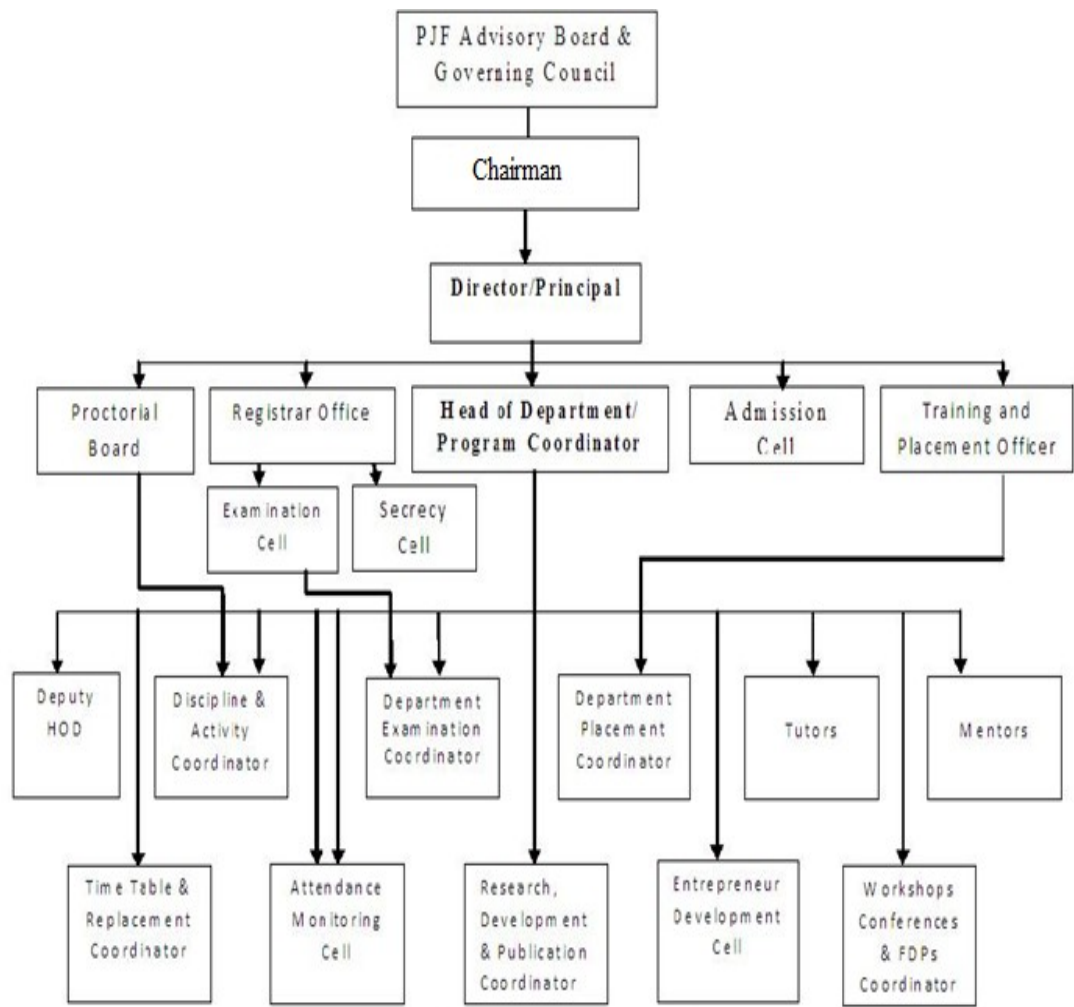 PJF Advisory Board &
Governing Council
Chairman
Director/Principal
Proctorial
Board
Registrar Office
Head of Department/
Program Coordinator
Admission
Cell
Training and
Placement Officer
Examination
Cell
Secrecy
Cell
Deputy
HOD
Discipline &
Activity
Coordinator
Department
Examination
Coordinator
Department
Placement
Coordinator
Tutors
Mentors
Time Table &
Replacement
Coordinator
Attendance
Monitoring
Cell
Research,
Development
& Publication
Coordinator
Entrepreneur
Development
Cell
Workshops
Conferences
& FDPs
Coordinator